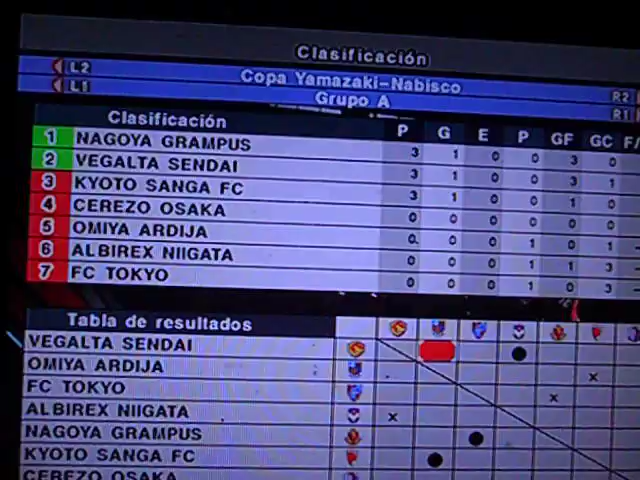 Clasificación
L2
Copa Yamazaki-Nabisco
R2
L1
Grupo A
R1
Clasificación P G E P GF GC F/
1 NAGOYA GRAMPUS 3 1 0 0 3 0
2 VEGALTA SENDAI 3 1 0 0 3 1
3 KYOTO SANGA FC 3 1 0 0 1 0
4 CEREZO OSAKA 0 0 0 0 0 0
5 OMIYA ARDIJA 0 0 0 1 0 1
6 ALBIREX NIIGATA 0 0 0 1 1 3
7 FC TOKYO 0 0 0 1 0 3
Tabla de resultados
VEGALTA SENDAI
OMIYA ARDIJA
FC TOKYO
ALBIREX NIIGATA
NAGOYA GRAMPUS
KYOTO SANGA FC
CEREZO OSAKA